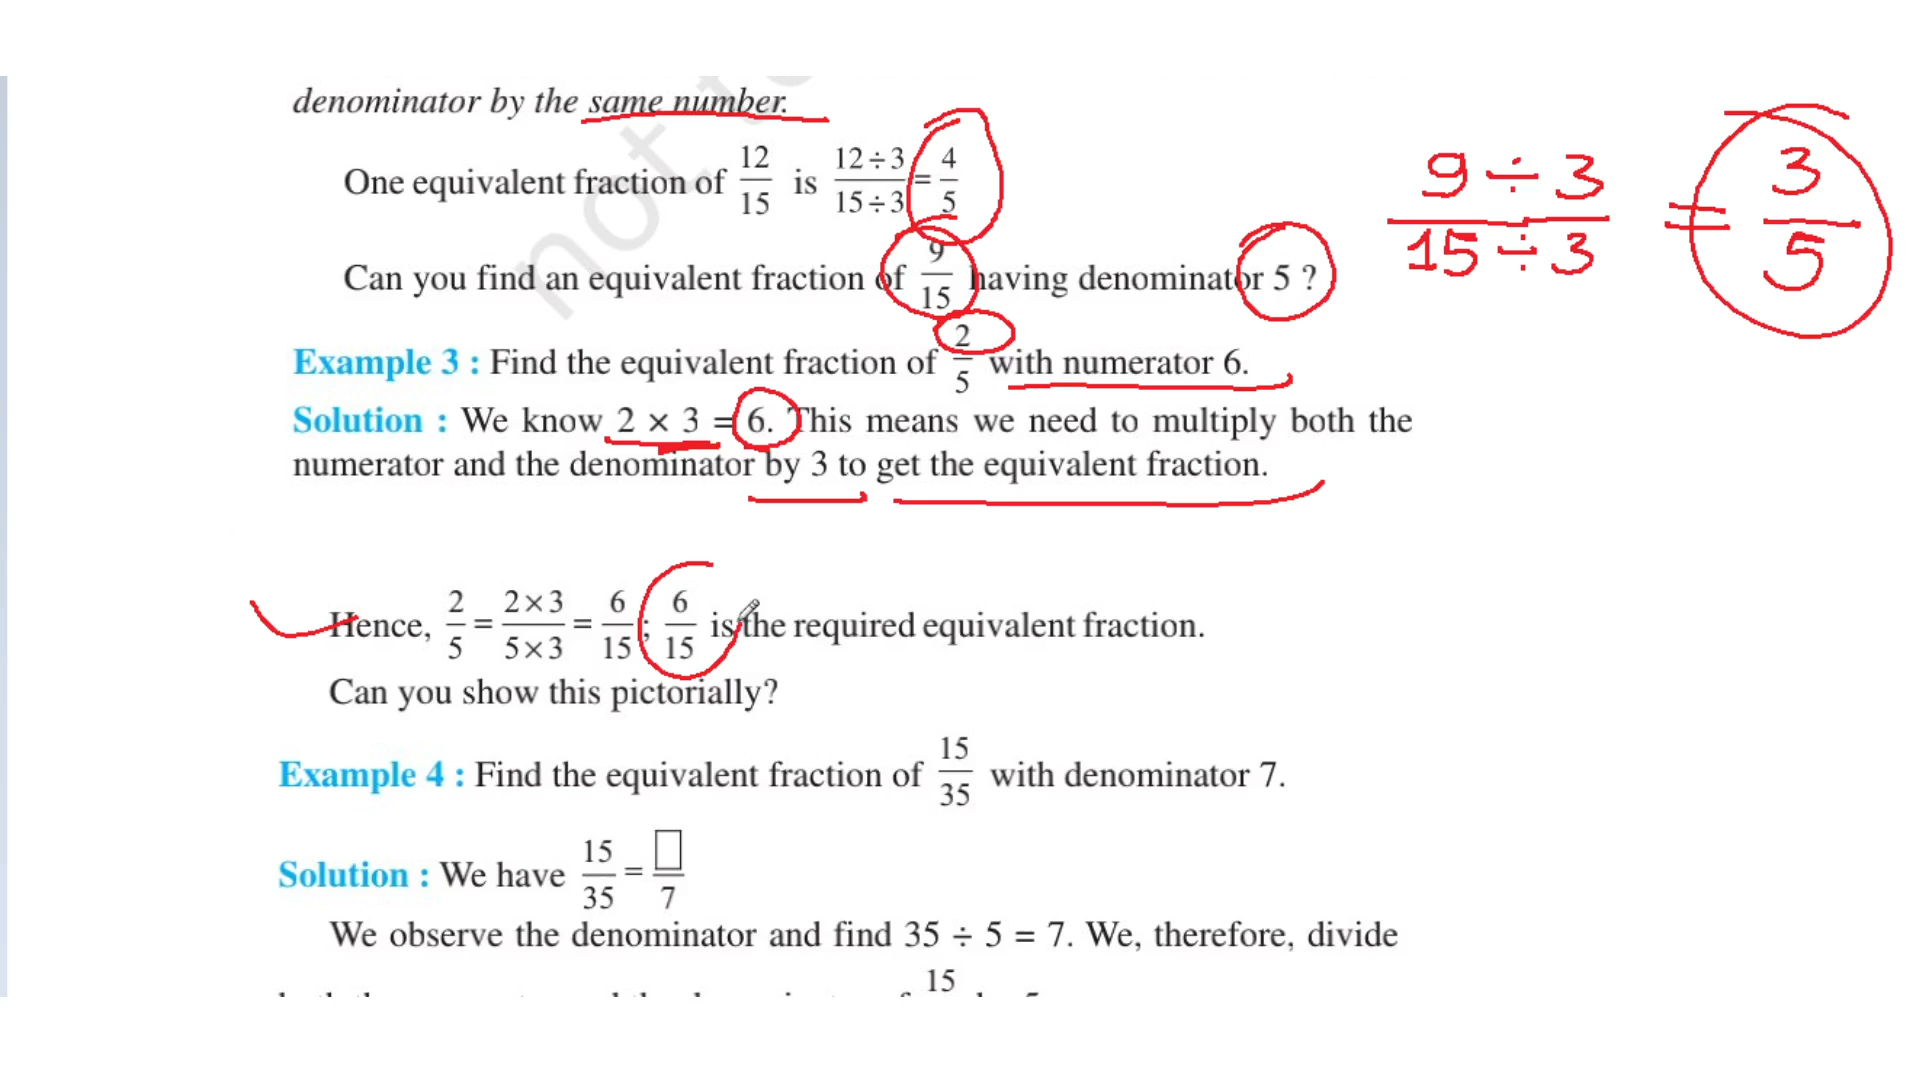 denominator by the same number.
One equivalent fraction of 12/15 is (12÷3)/(15÷3) = 4/5
Can you find an equivalent fraction of 9/15 having denominator 5 ?
9÷3/15÷3 = 3/5
Example 3 : Find the equivalent fraction of 2/5 with numerator 6.
Solution : We know 2 × 3 = 6. This means we need to multiply both the
numerator and the denominator by 3 to get the equivalent fraction.
Hence, 2/5 = (2×3)/(5×3) = 6/15 ; 6/15 is the required equivalent fraction.
Can you show this pictorially?
Example 4 : Find the equivalent fraction of 15/35 with denominator 7.
Solution : We have 15/35 = □/7
We observe the denominator and find 35 ÷ 5 = 7. We, therefore, divide
15
not